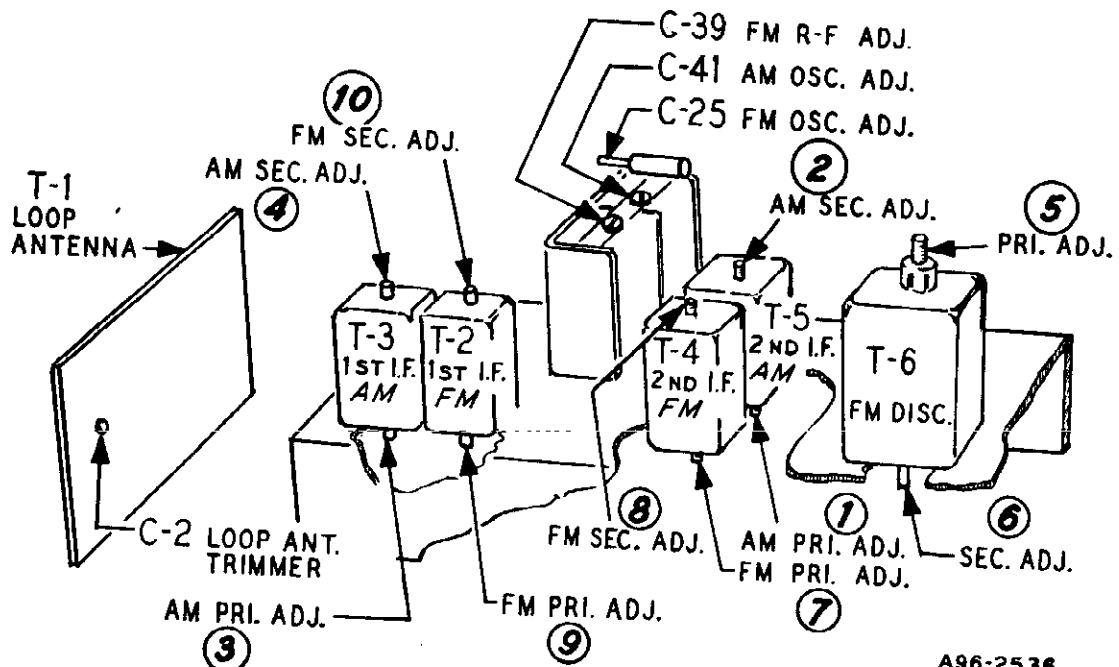 C-39 FM R-F ADJ.
C-41 AM OSC. ADJ.
C-25 FM OSC. ADJ.
10
FM SEC. ADJ.
AM SEC. ADJ.
4
T-1
LOOP
ANTENNA
2
AM SEC. ADJ.
5
PRI. ADJ.
T-3
1ST I.F.
AM
T-2
1ST I.F.
FM
T-4
2ND I.F.
FM
T-5
2ND I.F.
AM
T-6
FM DISC.
C-2 LOOP ANT.
TRIMMER
8
FM SEC. ADJ.
1
AM PRI. ADJ.
FM PRI. ADJ.
7
6
SEC. ADJ.
AM PRI. ADJ.
3
FM PRI. ADJ.
9
A96-2536